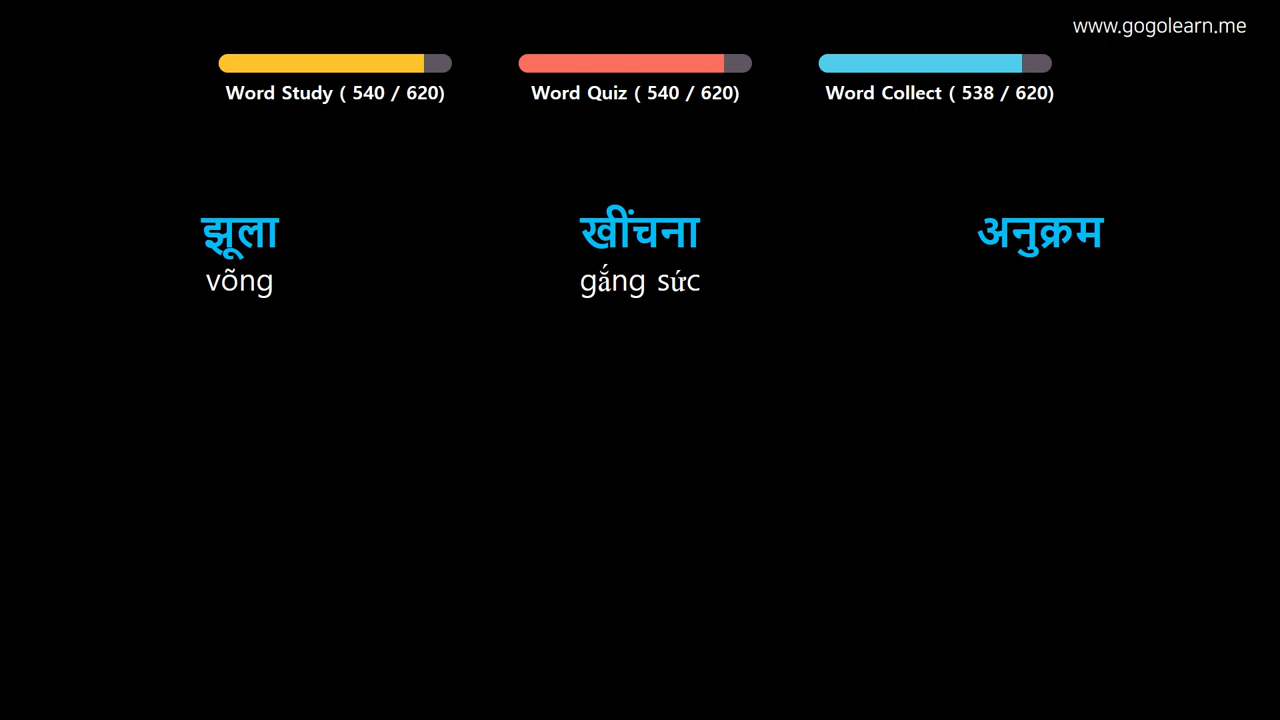 www.gogolearn.me
Word Study ( 540 / 620)
Word Quiz ( 540 / 620)
Word Collect ( 538 / 620)
झूला
võng
खींचना
gắng sức
अनुक्रम